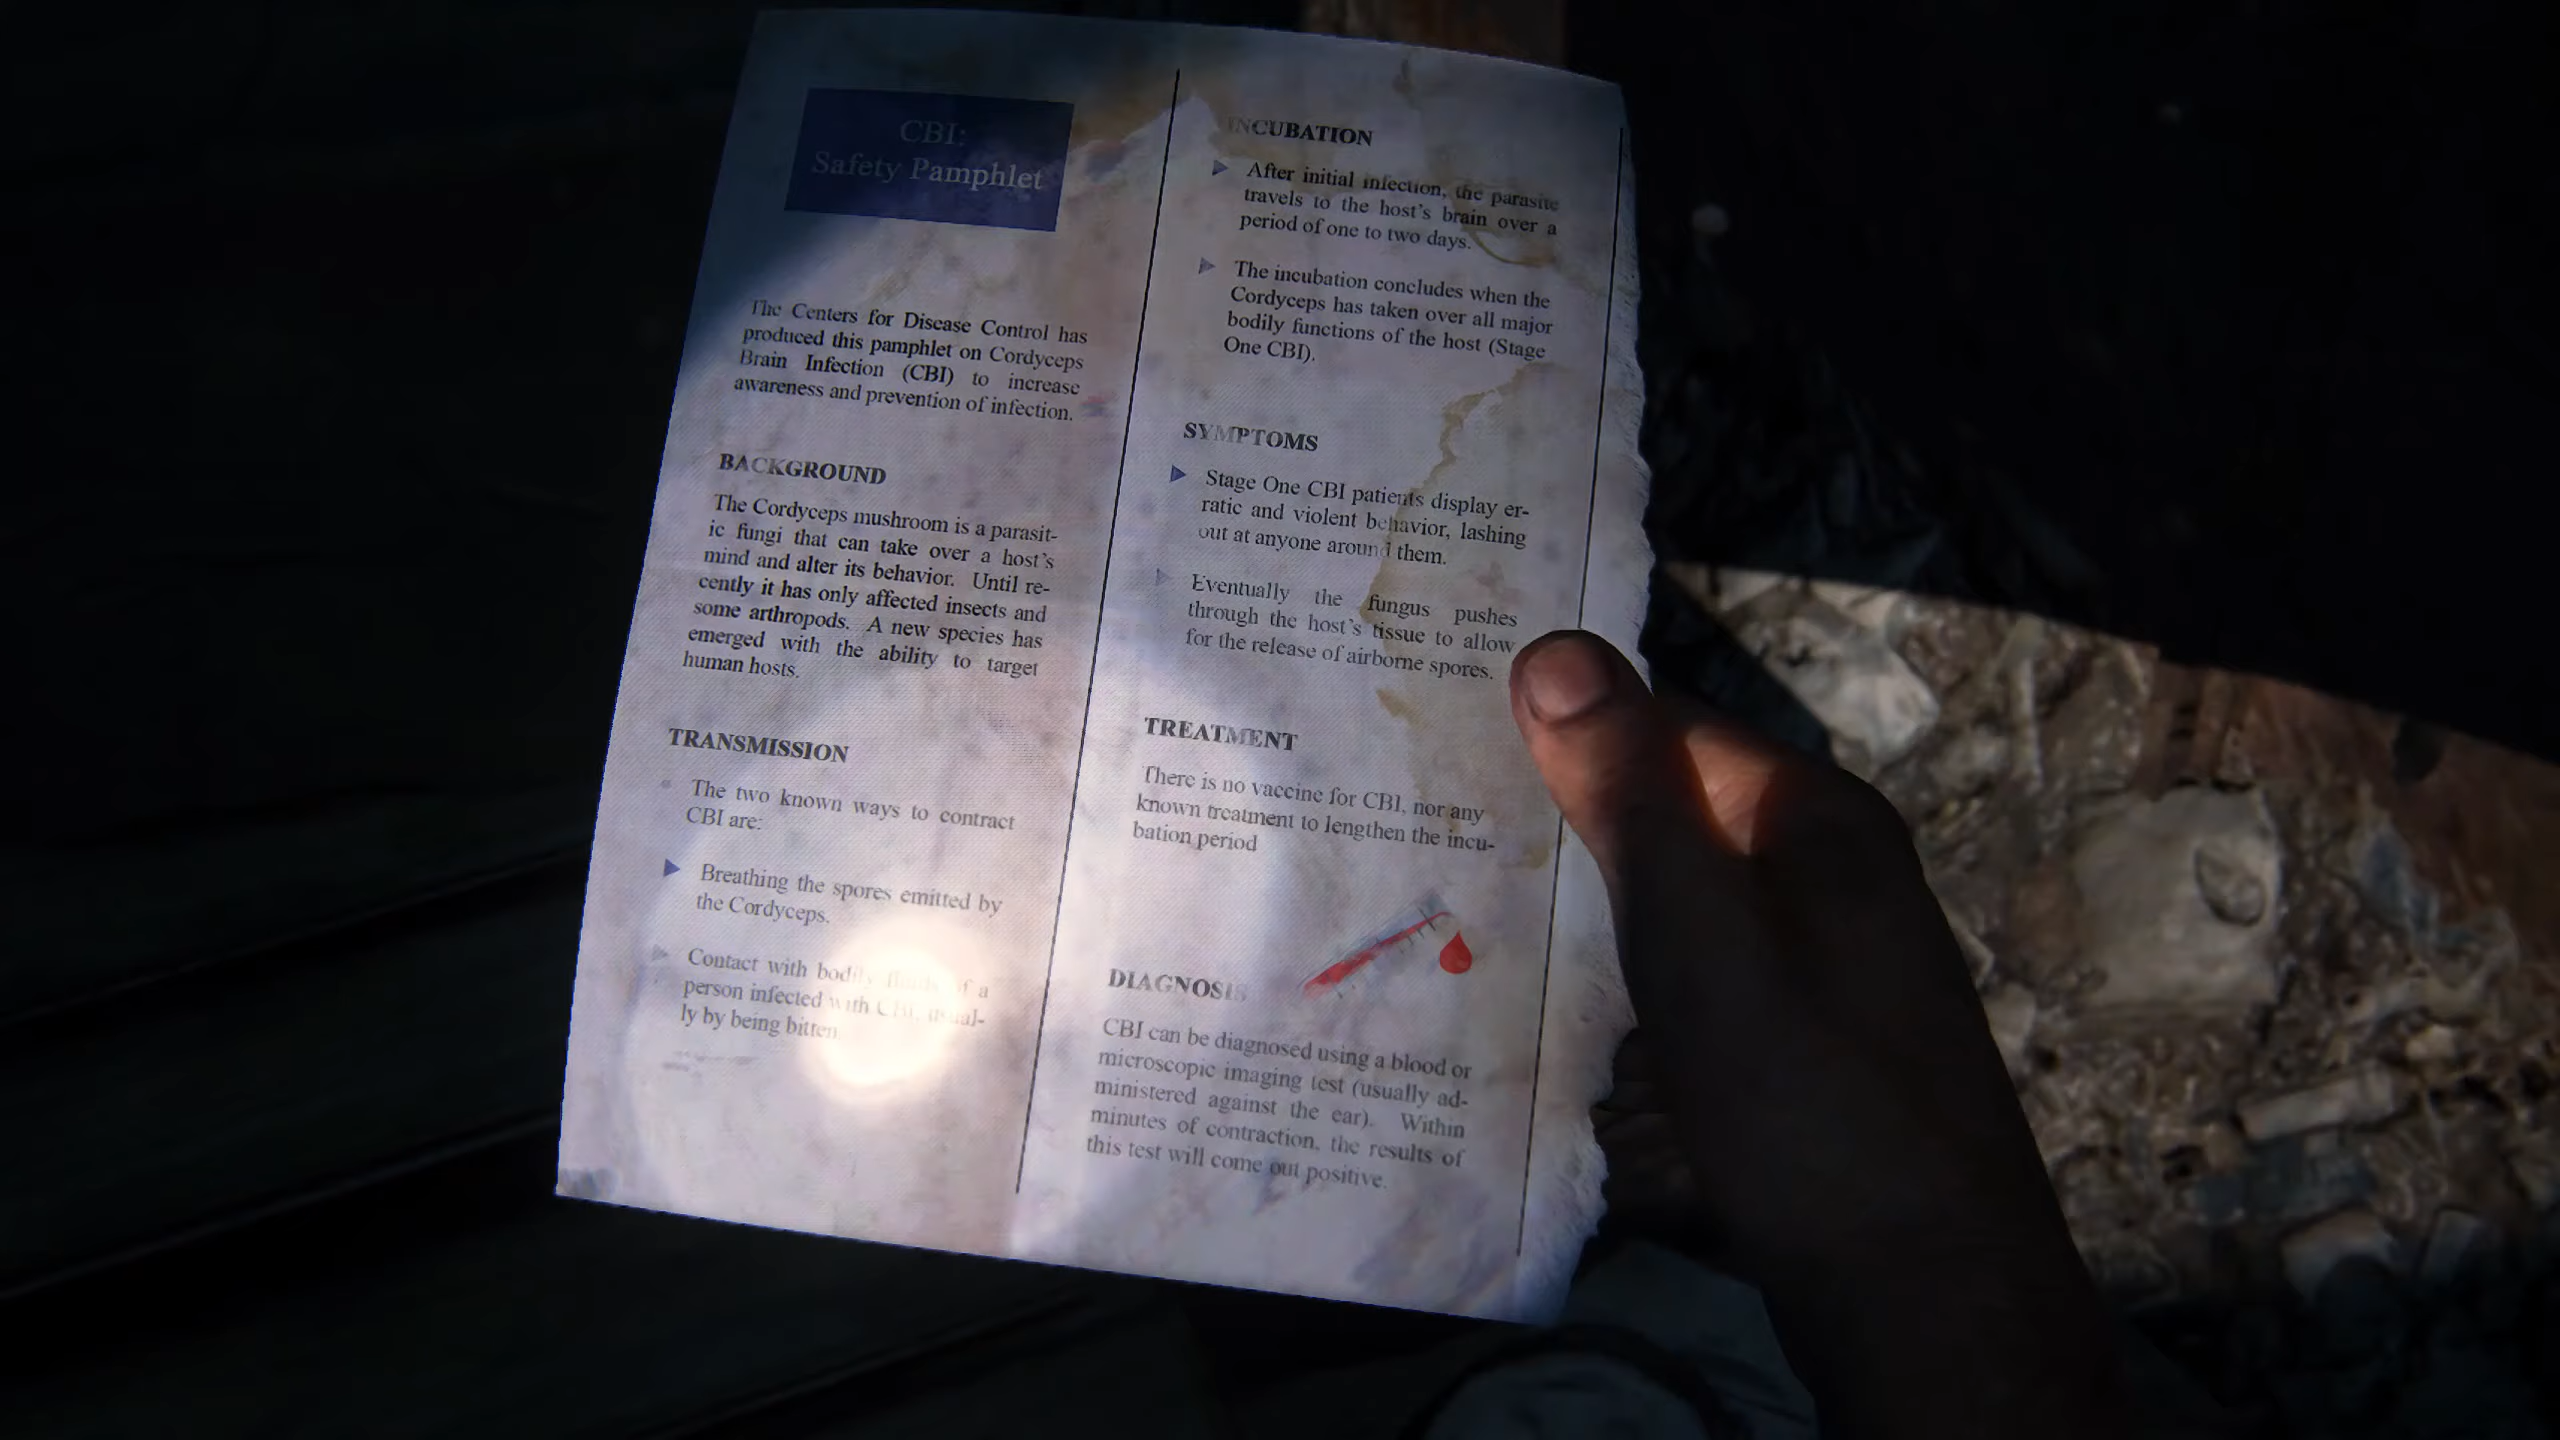 CBI:
Safety Pamphlet
The Centers for Disease Control has
produced this pamphlet on Cordyceps
Brain Infection (CBI) to increase
awareness and prevention of infection.
BACKGROUND
The Cordyceps mushroom is a parasit-
ic fungi that can take over a host's
mind and alter its behavior. Until re-
cently it has only affected insects and
some arthropods. A new species has
emerged with the ability to target
human hosts.
TRANSMISSION
The two known ways to contract
CBI are:
Breathing the spores emitted by
the Cordyceps.
Contact with bodily fluids of a
person infected with CBI, usual-
ly by being bitten
INCUBATION
After initial infection, the parasite
travels to the host's brain over a
period of one to two days.
The incubation concludes when the
Cordyceps has taken over all major
bodily functions of the host (Stage
One CBI).
SYMPTOMS
Stage One CBI patients display er-
ratic and violent behavior, lashing
out at anyone around them.
Eventually the fungus pushes
through the host's tissue to allow
for the release of airborne spores.
TREATMENT
There is no vaccine for CBI, nor any
known treatment to lengthen the incu-
bation period
DIAGNOSIS
CBI can be diagnosed using a blood or
microscopic imaging test (usually ad-
ministered against the ear). Within
minutes of contraction, the results of
this test will come out positive.